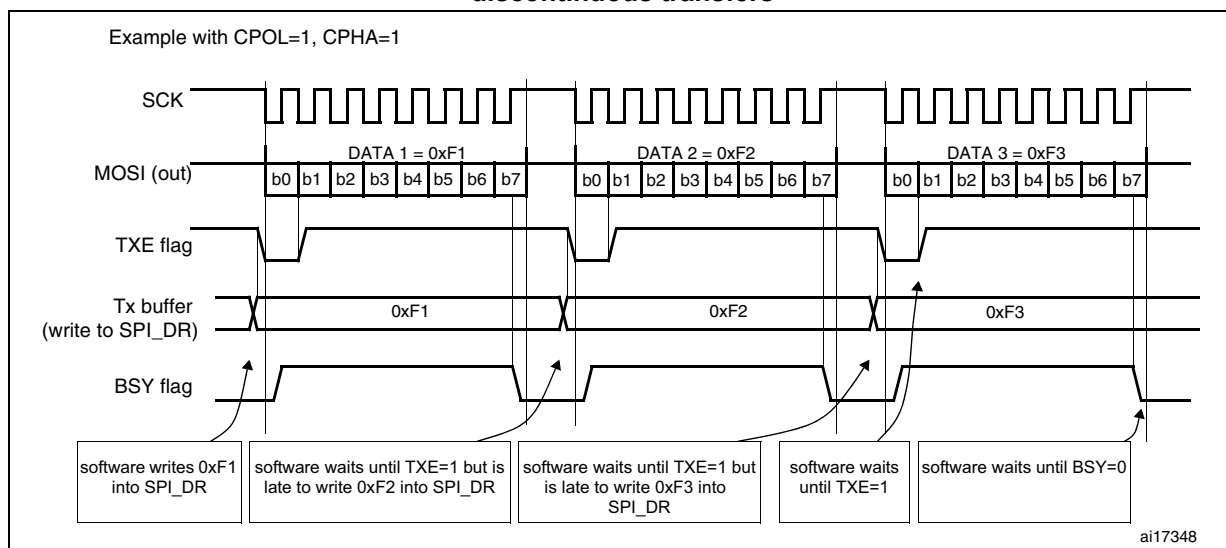 discontinuous transfers
Example with CPOL=1, CPHA=1
SCK
DATA 1 = 0xF1
DATA 2 = 0xF2
DATA 3 = 0xF3
MOSI (out)
b0 b1 b2 b3 b4 b5 b6 b7
b0 b1 b2 b3 b4 b5 b6 b7
b0 b1 b2 b3 b4 b5 b6 b7
TXE flag
Tx buffer
(write to SPI_DR)
0xF1
0xF2
0xF3
BSY flag
software writes 0xF1
into SPI_DR
software waits until TXE=1 but is
late to write 0xF2 into SPI_DR
software waits until TXE=1 but
is late to write 0xF3 into
SPI_DR
software waits
until TXE=1
software waits until BSY=0
ai17348